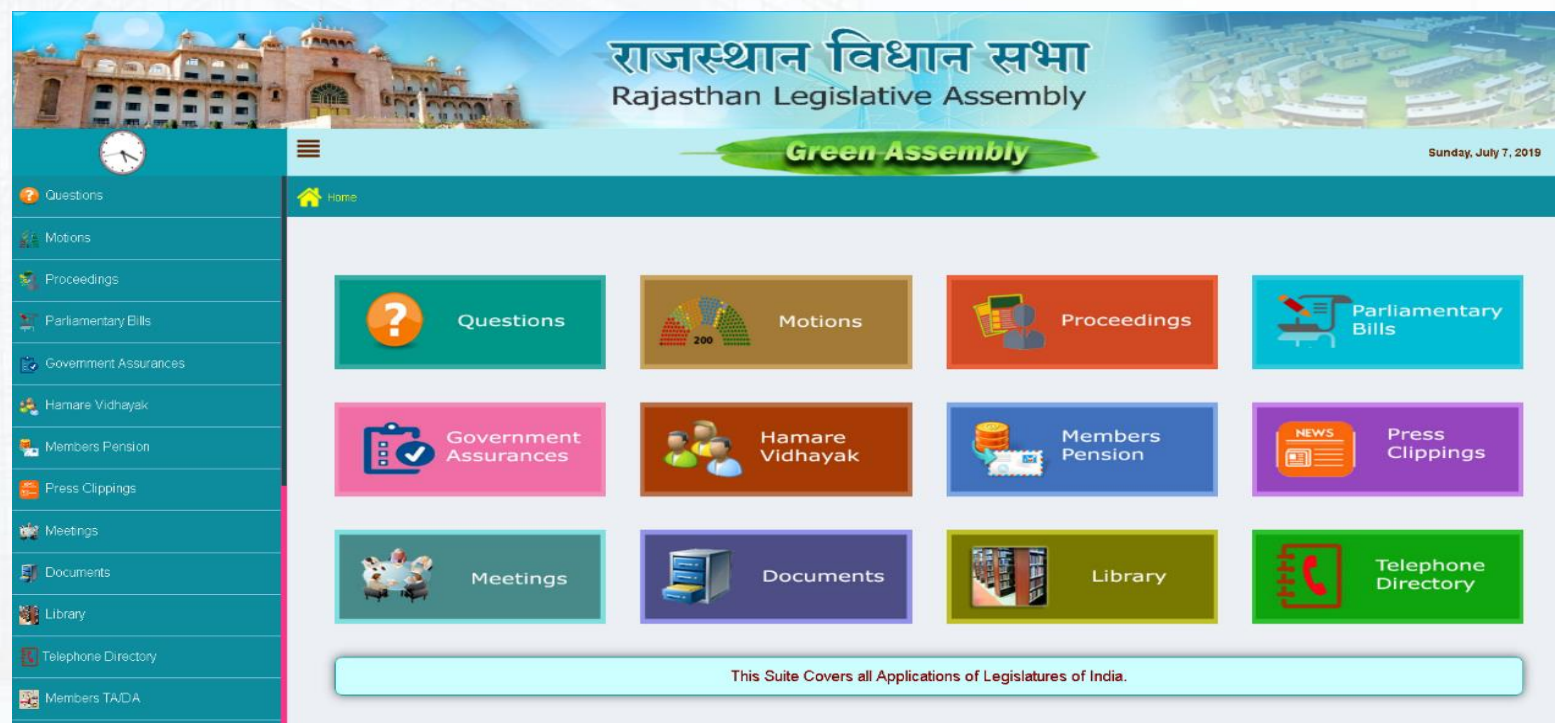 राजस्थान विधान सभा
Rajasthan Legislative Assembly
Green Assembly
Sunday, July 7, 2019
Home
Questions
Motions
Proceedings
Parliamentary Bills
Government Assurances
Hamare Vidhayak
Members Pension
Press Clippings
Meetings
Documents
Library
Telephone Directory
Members TA/DA
Questions
200
Motions
Proceedings
Parliamentary
Bills
Government
Assurances
Hamare
Vidhayak
Members
Pension
NEWS
Press
Clippings
Meetings
Documents
Library
Telephone
Directory
This Suite Covers all Applications of Legislatures of India.